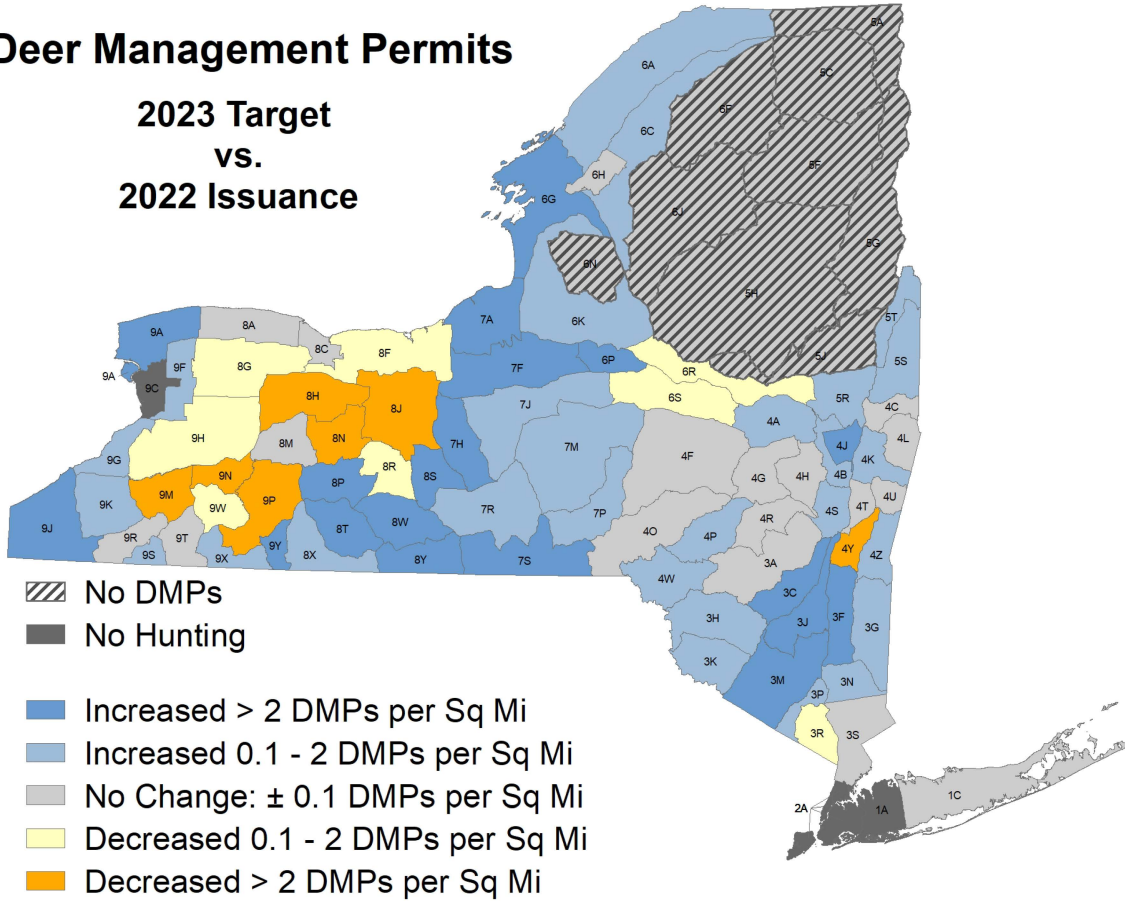 Deer Management Permits
2023 Target
vs.
2022 Issuance
5A
6A
5C
6F
6C
5F
6H
6G
6J
5G
6N
5H
5T
7A
6K
9A
8A
8C
8F
6P
5J
5S
9A
9F
8G
7F
6R
9C
8H
8J
7J
6S
5R
4C
4A
9H
8N
8M
7H
7M
4J
4L
4F
4K
9G
8R
8S
4G
4H
4B
9N
8P
4U
9M
9P
9K
9W
7R
7P
4S
4T
9J
8T
8W
4R
9R
9T
9Y
4O
4P
4Y
9S
9X
8X
8Y
7S
3A
4Z
4W
3C
No DMPs
No Hunting
3H
3J
3F
3G
3K
3M
3N
3P
Increased > 2 DMPs per Sq Mi
3R
3S
Increased 0.1 - 2 DMPs per Sq Mi
No Change: ± 0.1 DMPs per Sq Mi
1C
2A
1A
Decreased 0.1 - 2 DMPs per Sq Mi
Decreased > 2 DMPs per Sq Mi